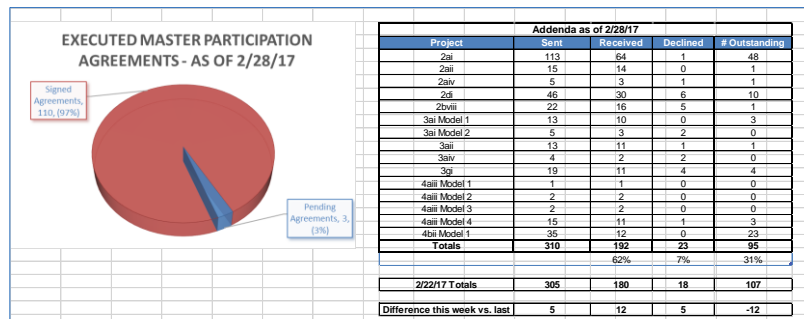 EXECUTED MASTER PARTICIPATION
AGREEMENTS - AS OF 2/28/17
Signed
Agreements,
110, (97%)
Pending
Agreements, 3,
(3%)
Addenda as of 2/28/17
Project Sent Received Declined # Outstanding
2ai 113 64 1 48
2aii 15 14 0 1
2aiv 5 3 1 1
2di 46 30 6 10
2bviii 22 16 5 1
3ai Model 1 13 10 0 3
3ai Model 2 5 3 2 0
3aii 13 11 1 1
3aiv 4 2 2 0
3gi 19 11 4 4
4aiii Model 1 1 1 0 0
4aiii Model 2 2 2 0 0
4aiii Model 3 2 2 0 0
4aiii Model 4 15 11 1 3
4bii Model 1 35 12 0 23
Totals 310 192 23 95
62% 7% 31%
2/22/17 Totals 305 180 18 107
Difference this week vs. last 5 12 5 -12